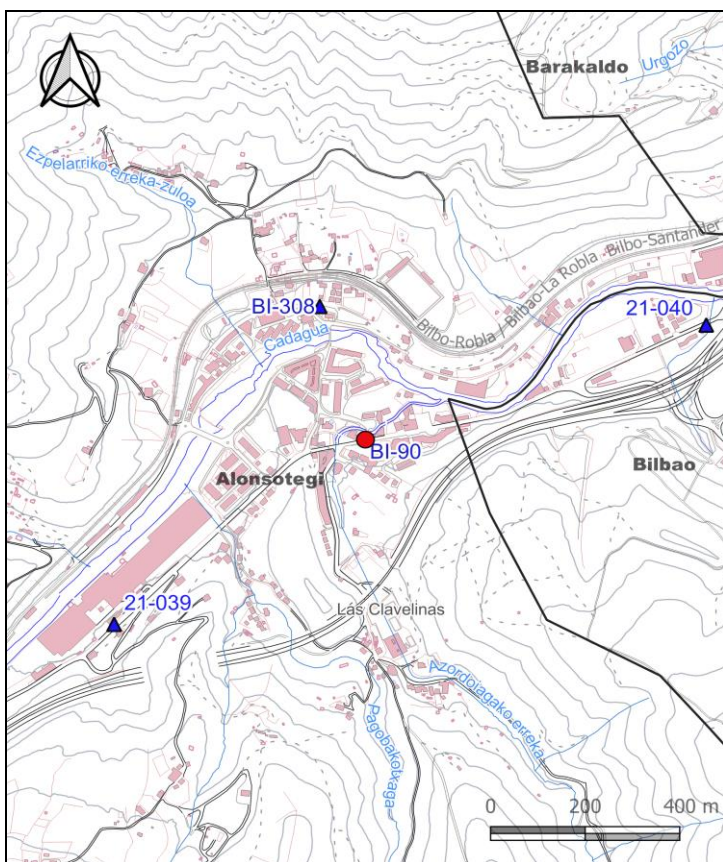 Barakaldo
Urgozo
Ezpelarriko erreka-zuloa
Bilbo-Robla / Bilbao-La Robla Bilbo-Santander
BI-308
Cadagua
21-040
BI-90
Bilbao
Alonsotegi
21-039
Las Clavelinas
Azordoiagako erreka
Pagobakotxaga
0 200 400 m